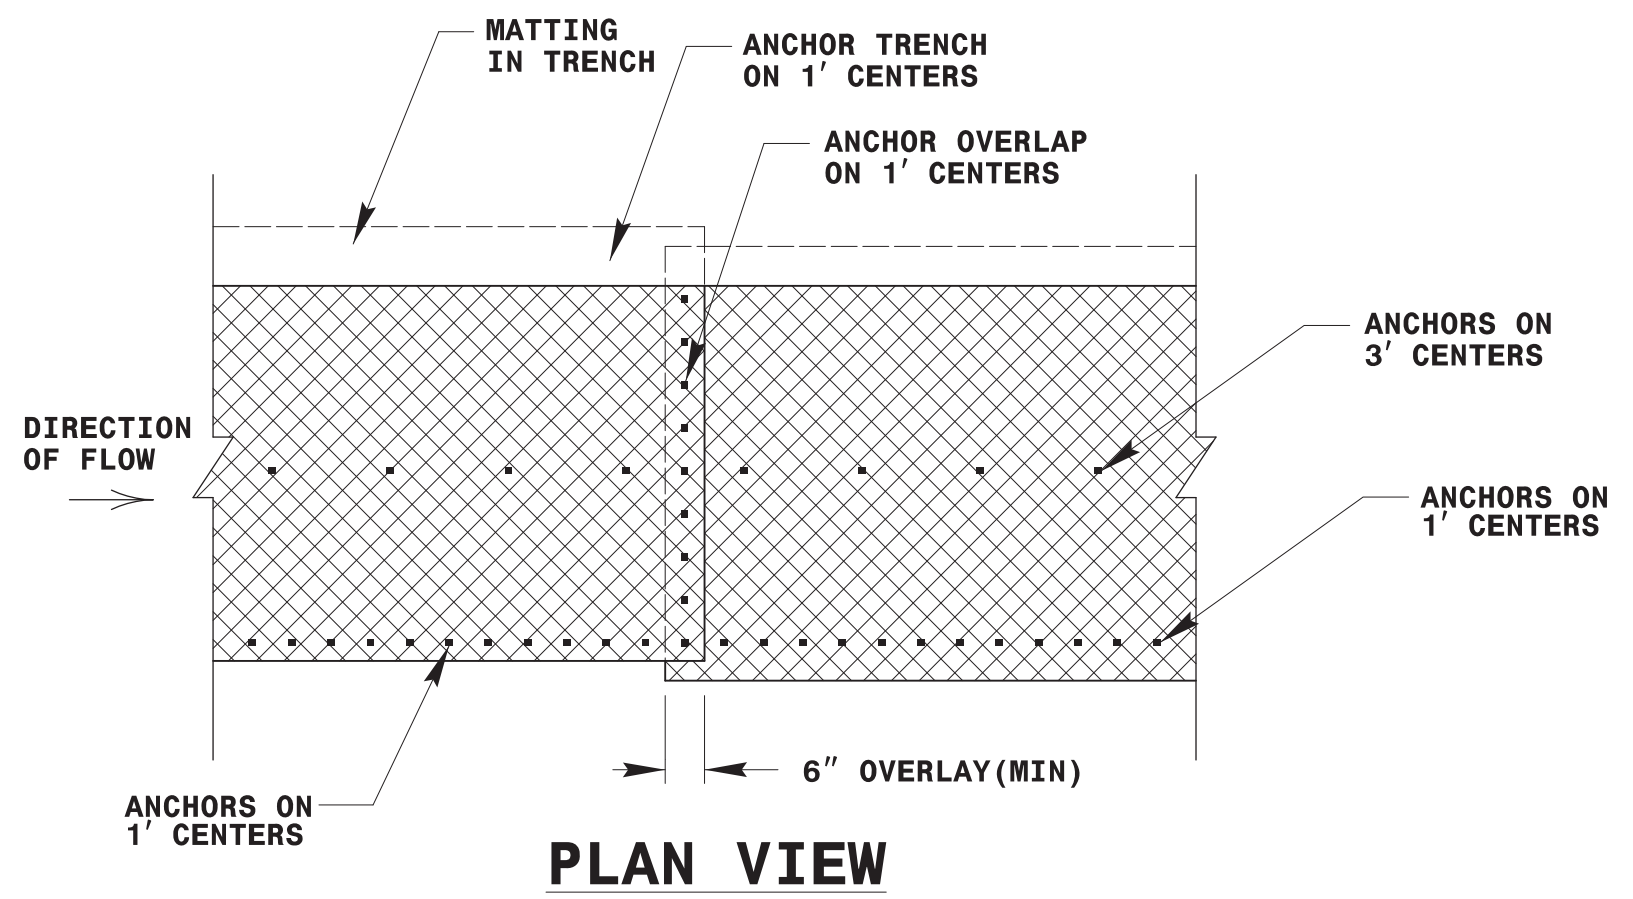 MATTING
IN TRENCH
ANCHOR TRENCH
ON 1' CENTERS
ANCHOR OVERLAP
ON 1' CENTERS
ANCHORS ON
3' CENTERS
DIRECTION
OF FLOW
ANCHORS ON
1' CENTERS
6" OVERLAY(MIN)
ANCHORS ON
1' CENTERS
PLAN VIEW